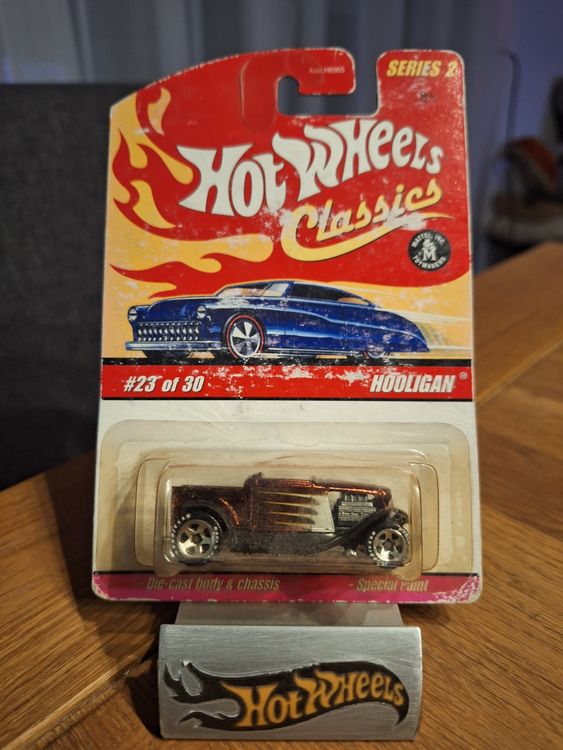 SERIES 2
HOT WHEELS
Classics
MATTEL, INC.
M
TOYMAKERS
#23 of 30
HOOLIGAN®
- Die-cast body & chassis
- Special Paint
HOT WHEELS